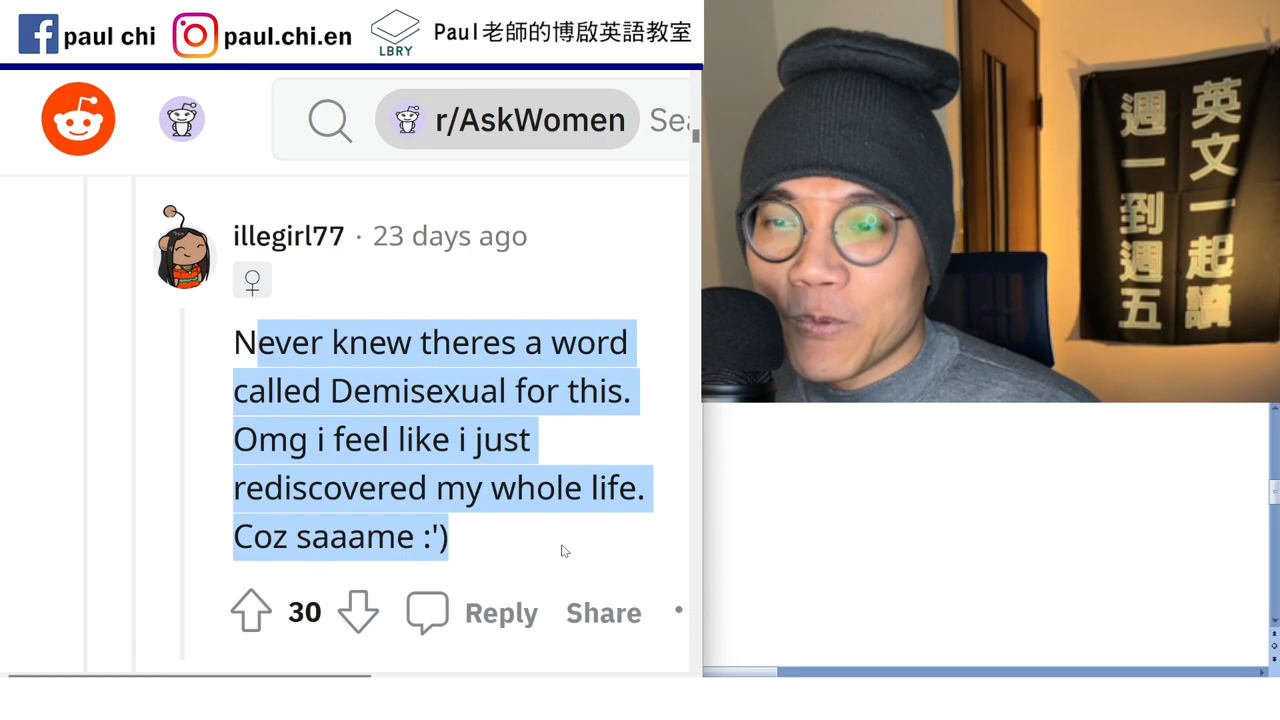 paul chi
paul.chi.en
LBRY
Paul老師的博啟英語教室
r/AskWomen
Sea
illegirl77 · 23 days ago
Never knew theres a word
called Demisexual for this.
Omg i feel like i just
rediscovered my whole life.
Coz saaame :')
30
Reply
Share
英文一起讀
週一到週五